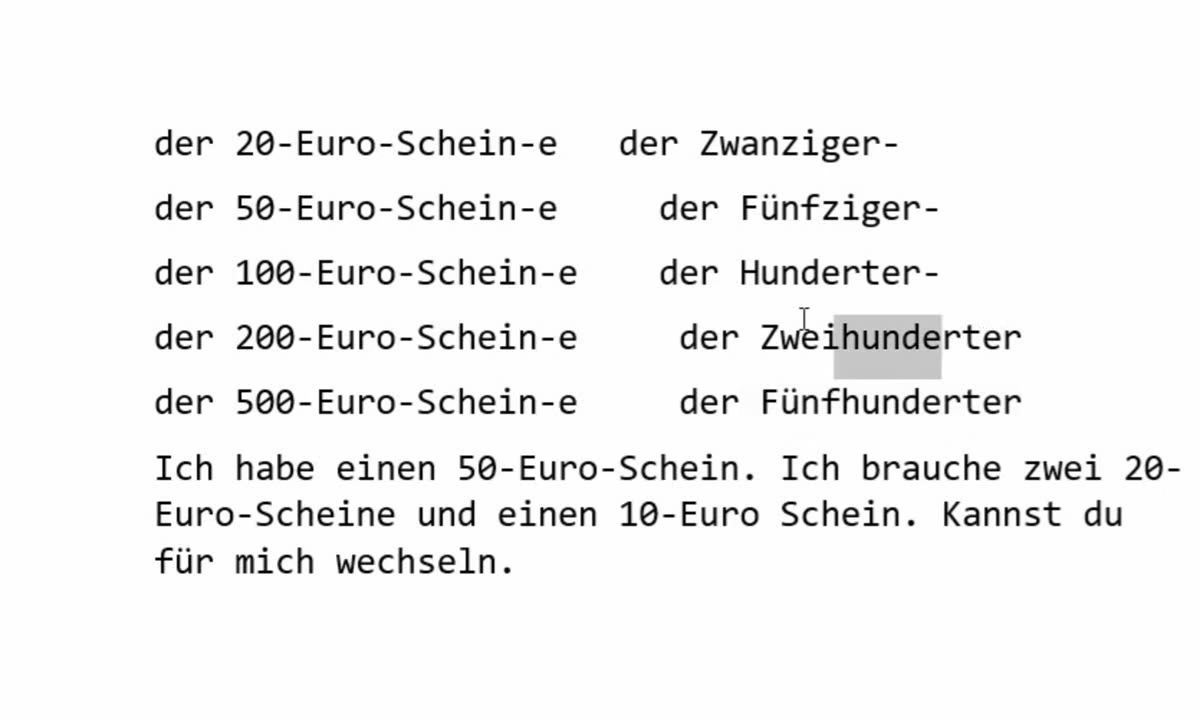 der 20-Euro-Schein-e der Zwanziger-
der 50-Euro-Schein-e der Fünfziger-
der 100-Euro-Schein-e der Hunderter-
der 200-Euro-Schein-e der Zweihunderter
der 500-Euro-Schein-e der Fünfhunderter
Ich habe einen 50-Euro-Schein. Ich brauche zwei 20-
Euro-Scheine und einen 10-Euro Schein. Kannst du
für mich wechseln.